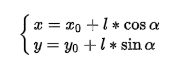 x = x₀ + l * cos α
y = y₀ + l * sin α